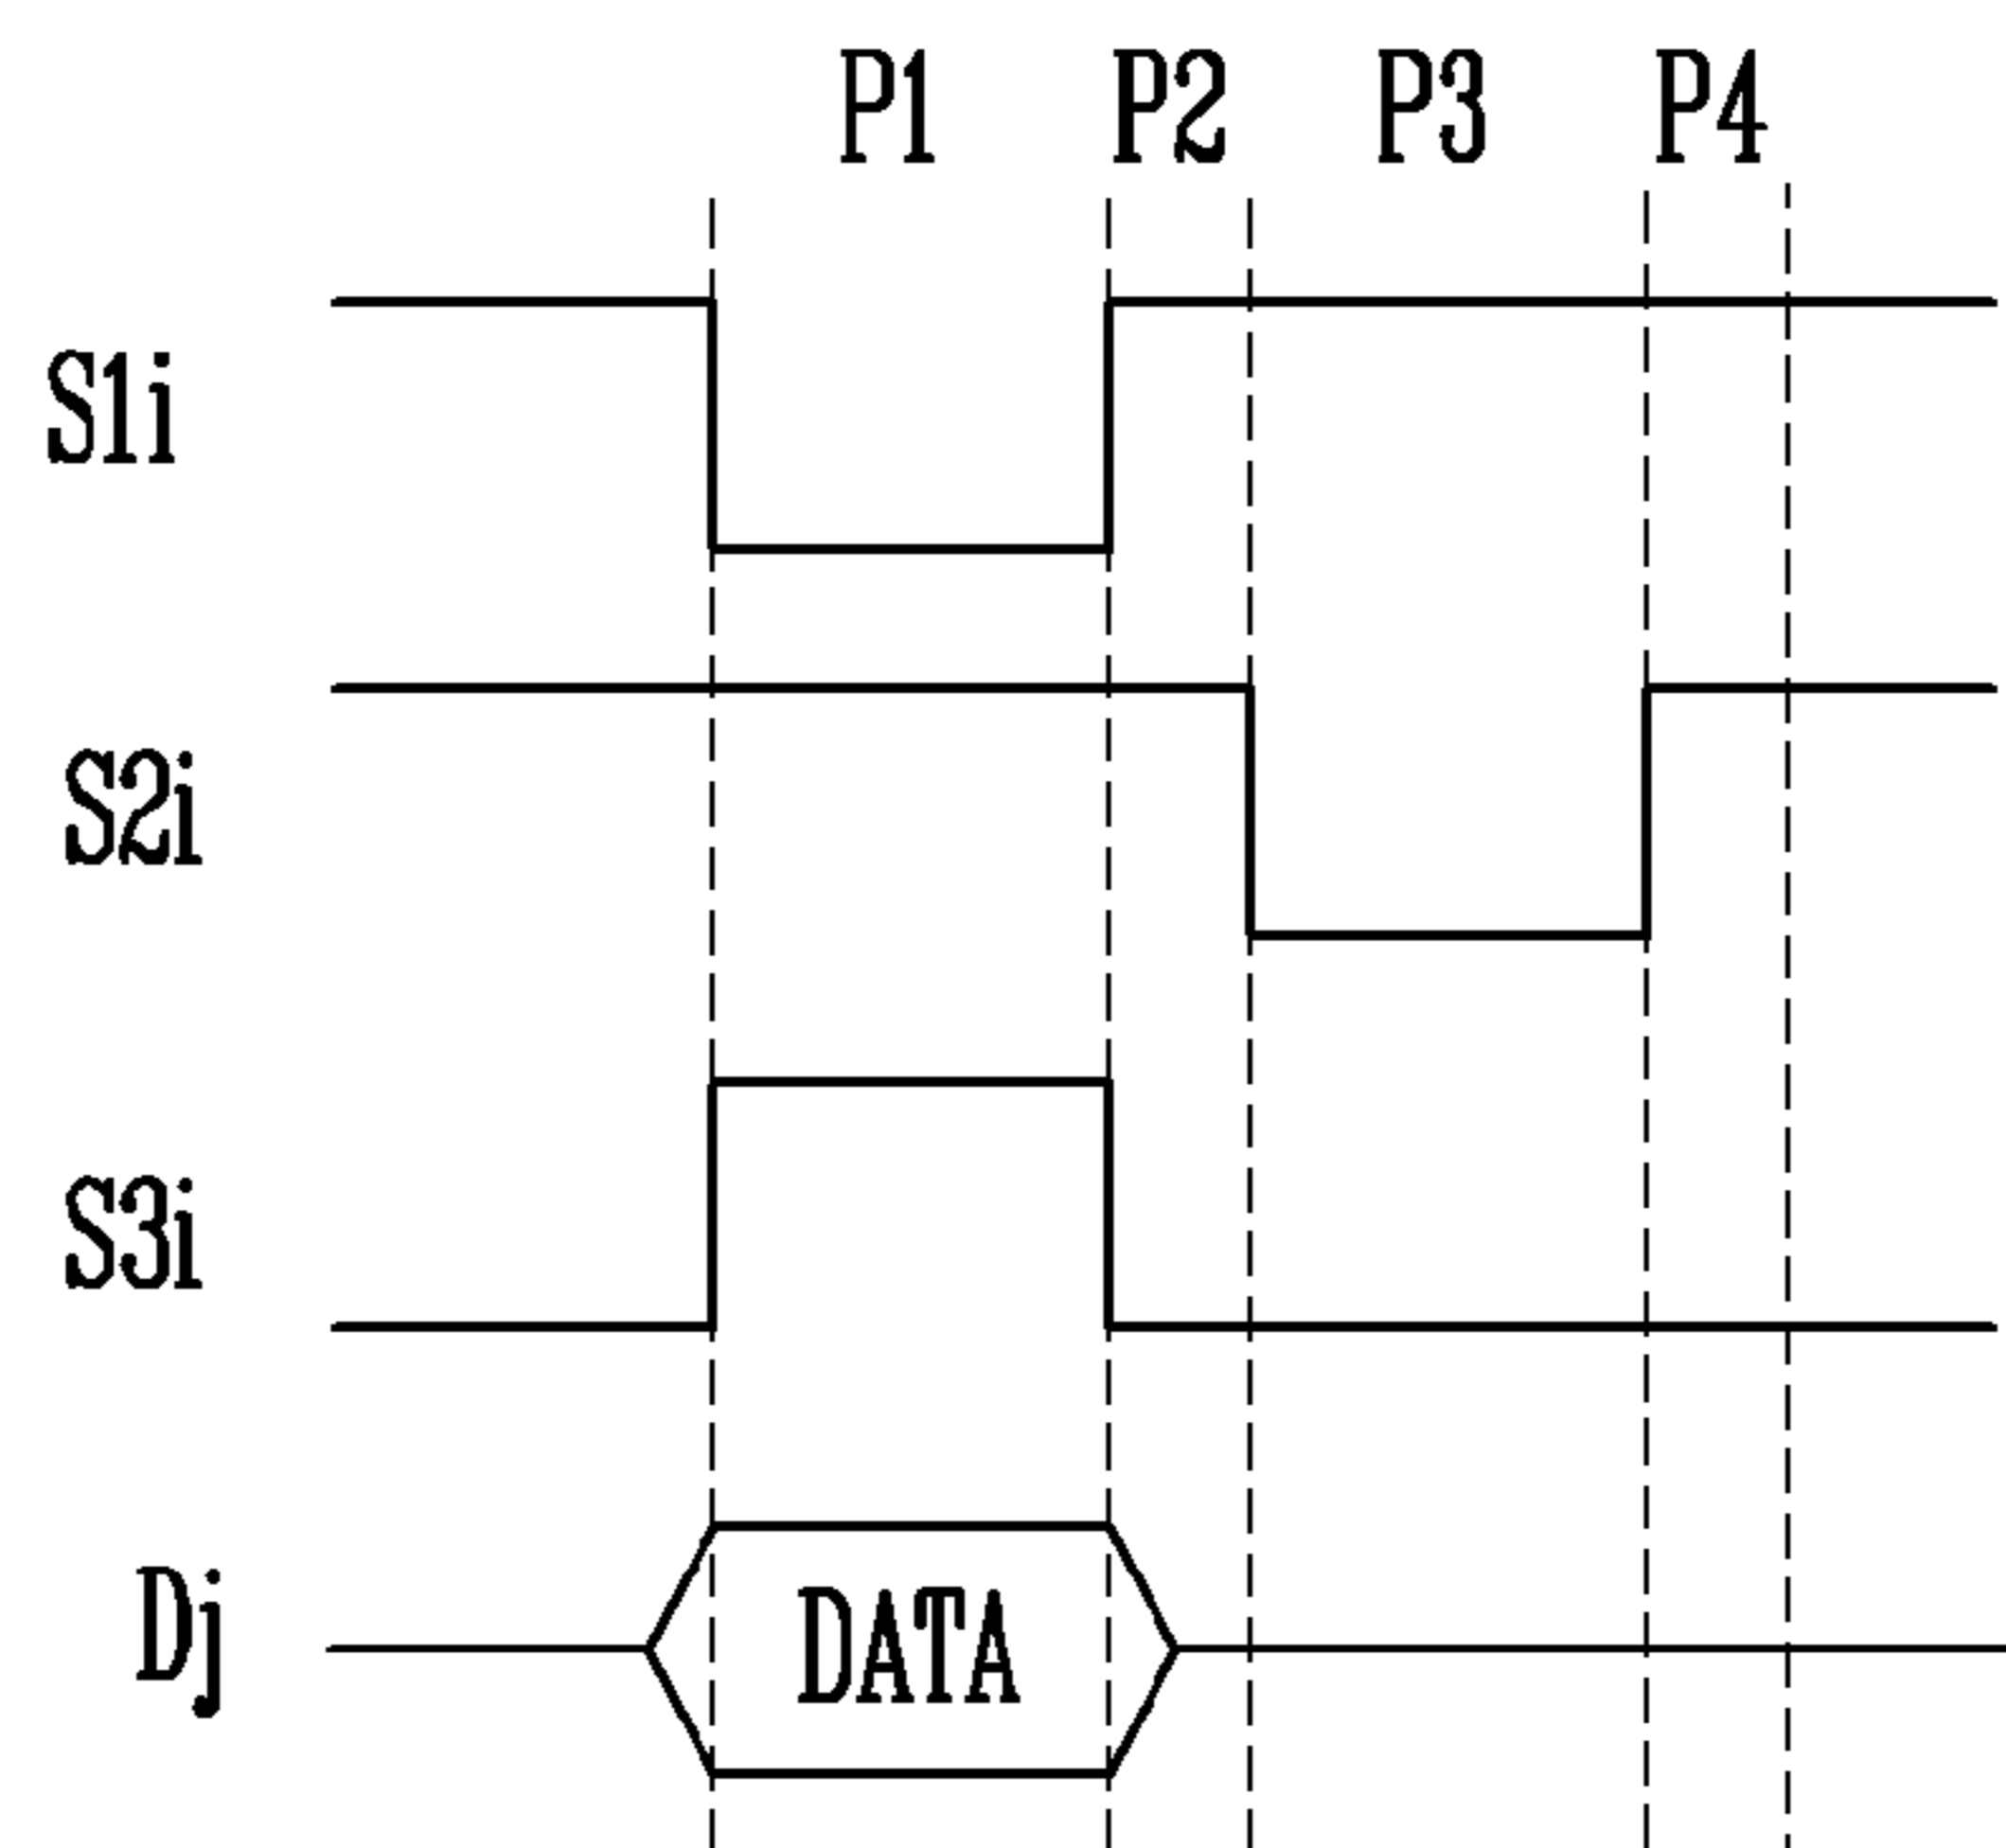 P1 P2 P3 P4
S1i
S2i
S3i
Dj
DATA